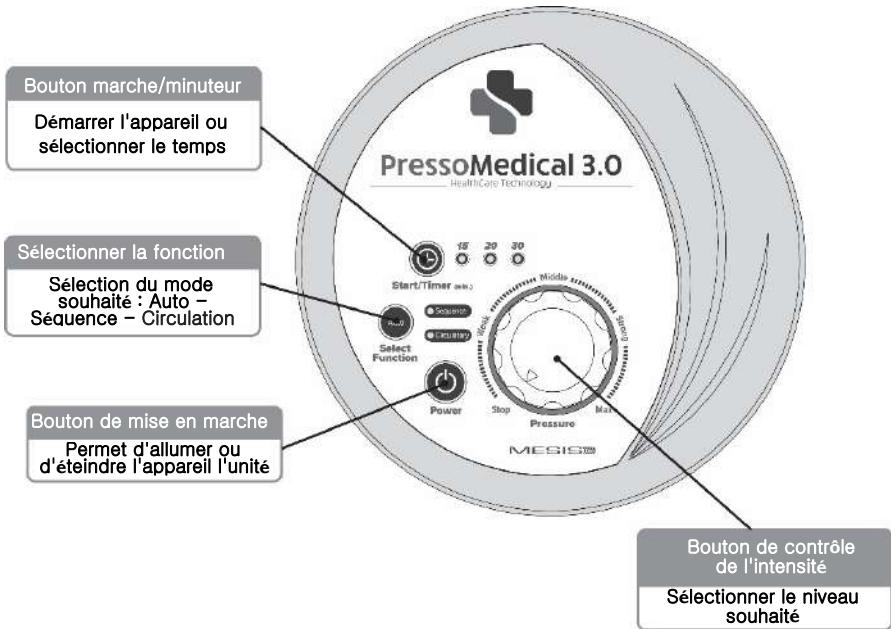 Bouton marche/minuteur
Démarrer l'appareil ou
sélectionner le temps
Sélectionner la fonction
Sélection du mode
souhaité : Auto –
Séquence – Circulation
Bouton de mise en marche
Permet d'allumer ou
d'éteindre l'appareil l'unité
PressoMedical 3.0
HealthCare Technology
15 20 30
Start/Timer (min.)
Auto
Sequence
Circulatory
Select
Function
Power
Weak
Middle
Strong
Stop
Max
Pressure
MESIS
Bouton de contrôle
de l'intensité
Sélectionner le niveau
souhaité